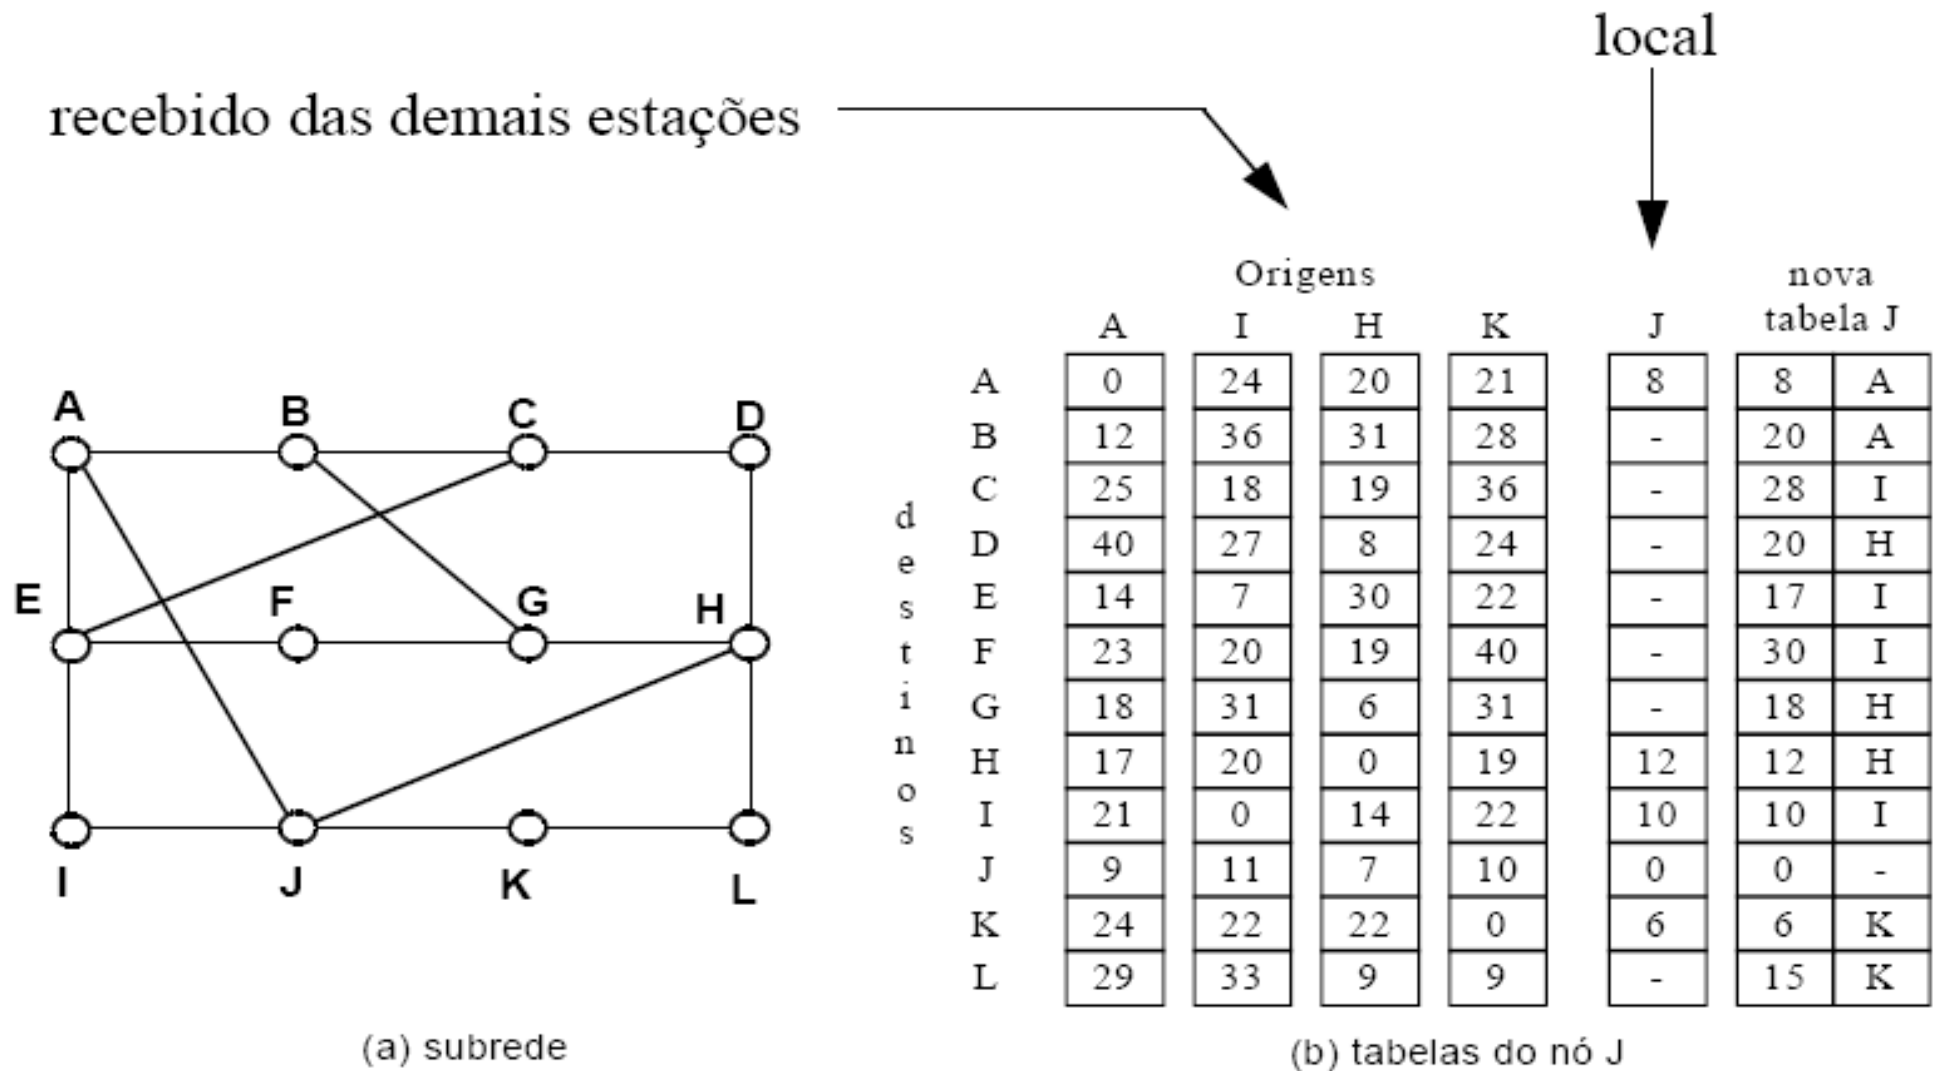 local
recebido das demais estações
Origens
nova
tabela J
A I H K J
A 0 24 20 21 8 8 A
B 12 36 31 28 - 20 A
C 25 18 19 36 - 28 I
D 40 27 8 24 - 20 H
E 14 7 30 22 - 17 I
F 23 20 19 40 - 30 I
G 18 31 6 31 - 18 H
H 17 20 0 19 12 12 H
I 21 0 14 22 10 10 I
J 9 11 7 10 0 0 -
K 24 22 22 0 6 6 K
L 29 33 9 9 - 15 K
destinos
A B C D
E F G H
I J K L
(a) subrede
(b) tabelas do nó J